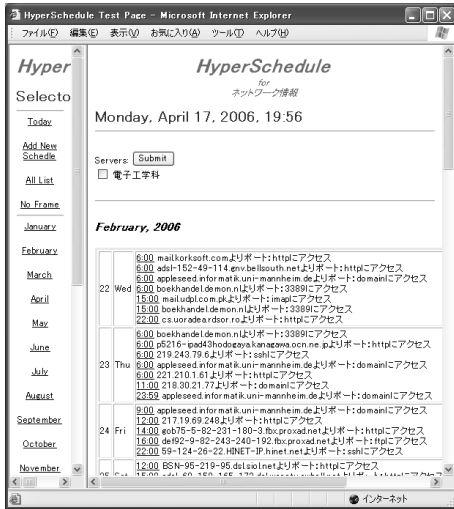 HyperSchedule Test Page - Microsoft Internet Explorer
ファイル(F) 編集(E) 表示(V) お気に入り(A) ツール(T) ヘルプ(H)
Hyper
Selecto
Today
Add New
Schedle
All List
No Frame
January
February
March
April
May
June
July
August
September
October
November
HyperSchedule
for
ネットワーク情報
Monday, April 17, 2006, 19:56
Servers: Submit
電子工学科
February, 2006
22 Wed
6:00 mail.korksoft.comよりポート:httpにアクセス
6:00 adsl-152-49-114.gnv.bellsouth.netよりポート:httpにアクセス
6:00 appleseed.informatik.uni-mannheim.deよりポート:domainにアクセス
6:00 boekhandel.demon.nlよりポート:3389にアクセス
15:00 mail.udpl.com.pkよりポート:imapにアクセス
15:00 boekhandel.demon.nlよりポート:3389にアクセス
22:00 cs.uoradea.rdsor.roよりポート:httpにアクセス
23 Thu
6:00 boekhandel.demon.nlよりポート:3389にアクセス
6:00 p5216-ipad43hodogaya.kanagawa.ocn.ne.jpよりポート:httpにアクセス
6:00 219.243.79.6よりポート:sshにアクセス
6:00 appleseed.informatik.uni-mannheim.deよりポート:domainにアクセス
6:00 221.210.1.61よりポート:httpにアクセス
11:00 218.30.21.77よりポート:domainにアクセス
23:59 appleseed.informatik.uni-mannheim.deよりポート:domainにアクセス
24 Fri
9:00 appleseed.informatik.uni-mannheim.deよりポート:domainにアクセス
12:00 217.19.69.248よりポート:httpにアクセス
14:00 gob75-5-82-231-180-3.fbx.proxad.netよりポート:httpにアクセス
16:00 def92-9-82-243-240-192.fbx.proxad.netよりポート:ftpにアクセス
22:00 59-124-26-22.HINET-IP.hinet.netよりポート:sshにアクセス
12:00 BSN-95-219-95.dsl.siol.netよりポート:httpにアクセス
インターネット